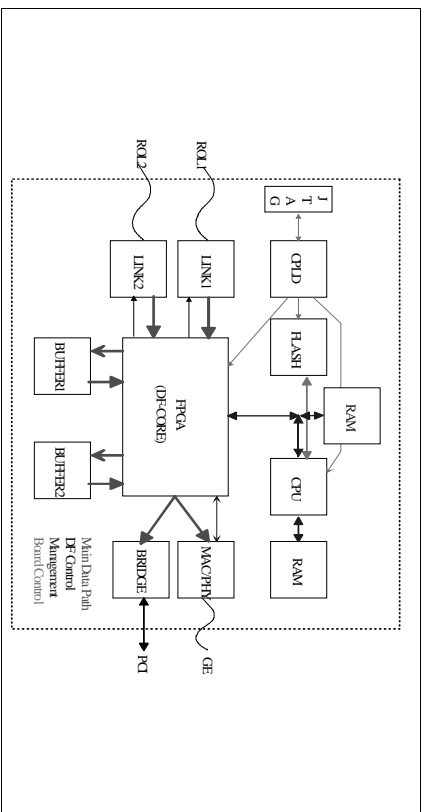 J
T
A
G
CPLD
FLASH
RAM
CPU
RAM
ROL1
ROL2
LINK1
LINK2
FPGA
(DF-CORE)
BUFFER1
BUFFER2
MAC/PHY
BRIDGE
GE
PCI
Main Data Path
DF Control
Management
Board Control